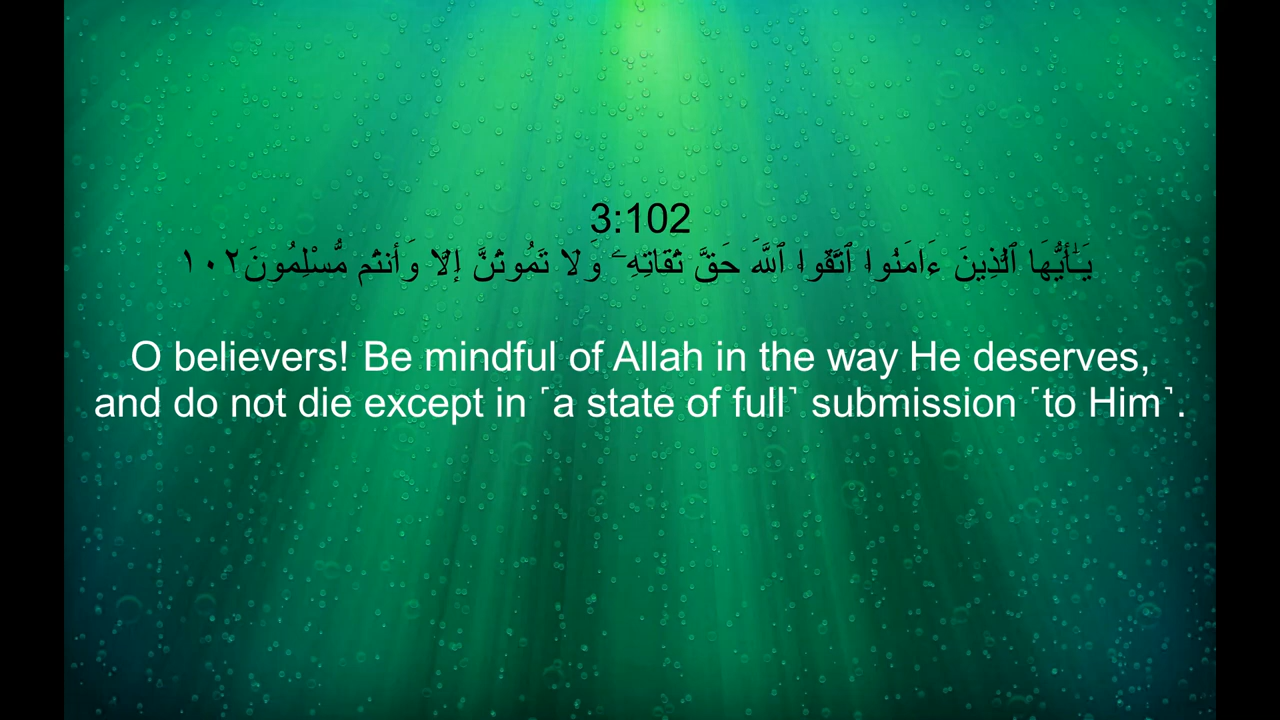 3:102
يَـٰٓأَيُّهَا ٱلَّذِينَ ءَامَنُوا۟ ٱتَّقُوا۟ ٱللَّهَ حَقَّ تُقَاتِهِۦ وَلَا تَمُوتُنَّ إِلَّا وَأَنتُم مُّسْلِمُونَ ١٠٢
O believers! Be mindful of Allah in the way He deserves,
and do not die except in ˹a state of full˺ submission ˹to Him˺.